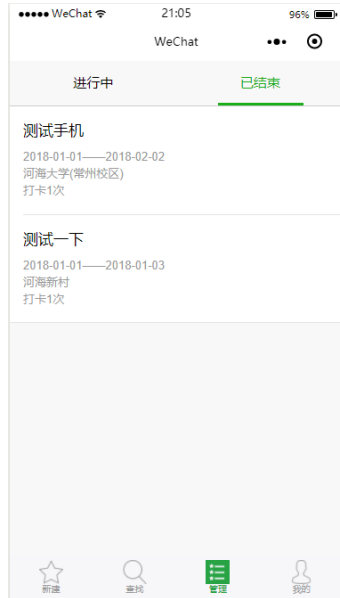 WeChat 21:05 96%
WeChat
进行中 已结束
测试手机
2018-01-01——2018-02-02
河海大学(常州校区)
打卡1次
测试一下
2018-01-01——2018-01-03
河海新村
打卡1次
新建 查找 管理 我的